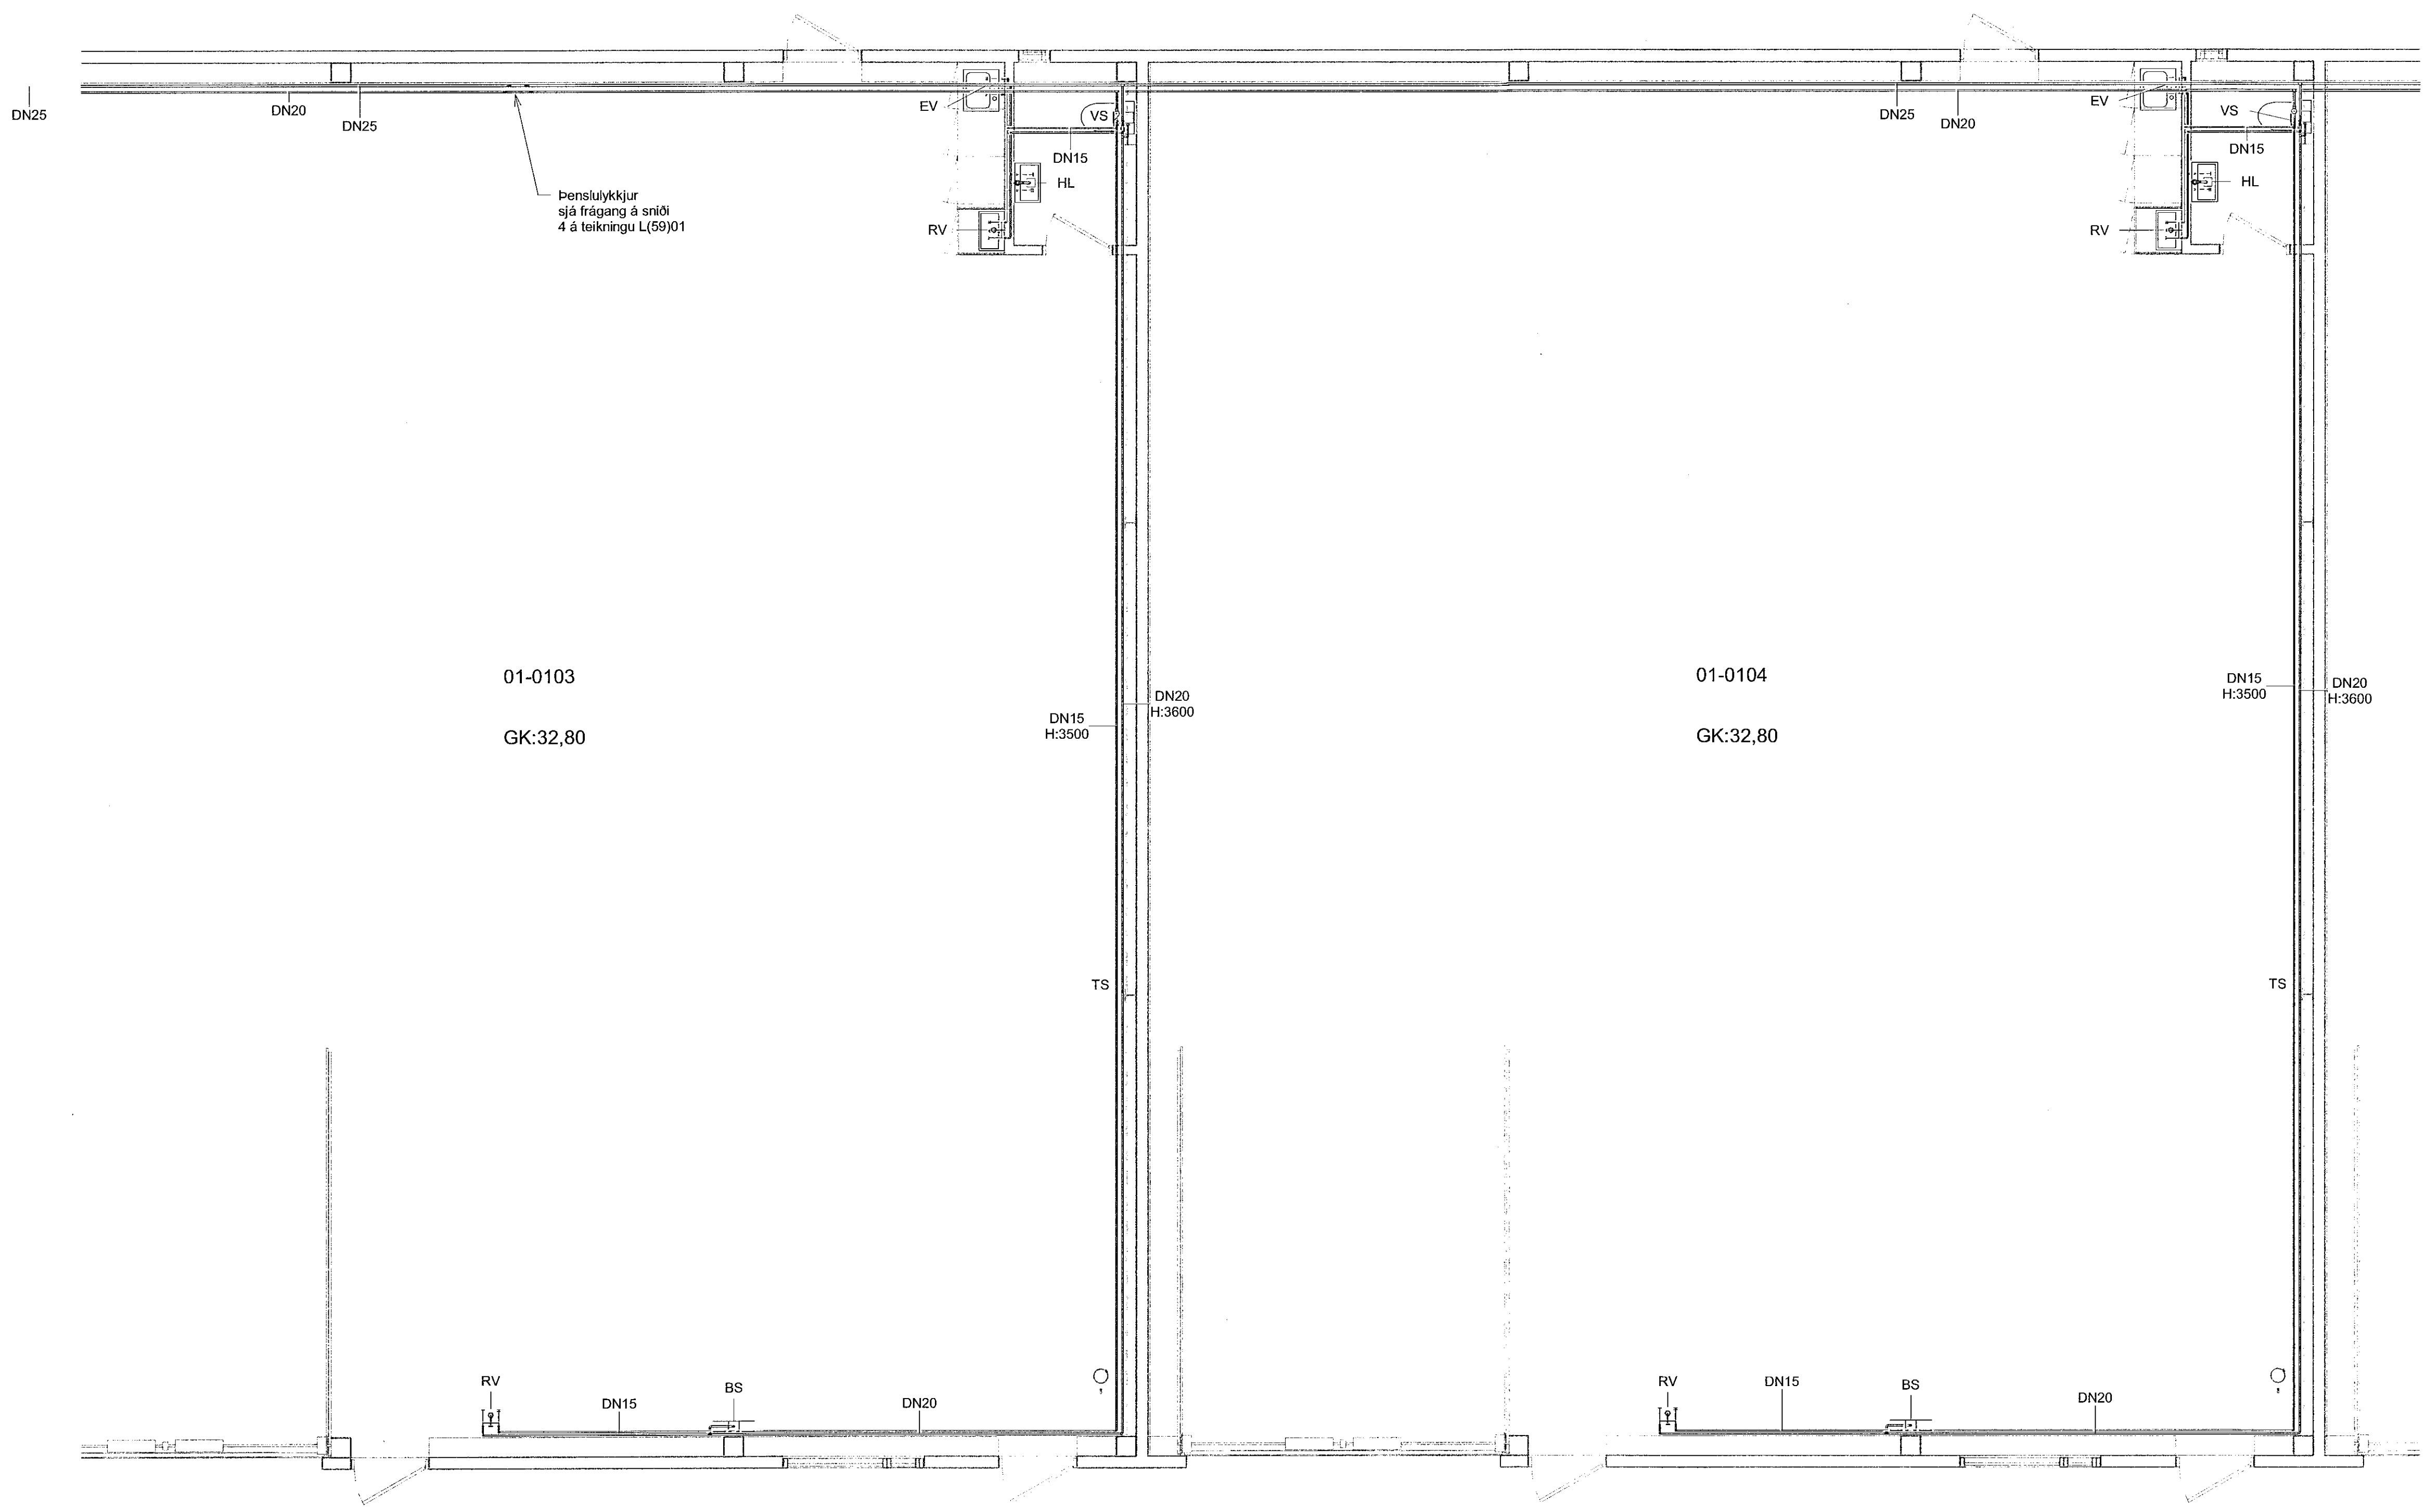 DN25
DN20
DN25
EV
VS
DN15
HL
RV
Þenslulykkjur
sjá frágang á sniði
4 á teikningu L(59)01
DN25
DN20
EV
VS
DN15
HL
RV
01-0103
GK:32,80
DN15
H:3500
DN20
H:3600
01-0104
GK:32,80
DN15
H:3500
DN20
H:3600
TS
TS
RV
DN15
BS
DN20
RV
DN15
BS
DN20